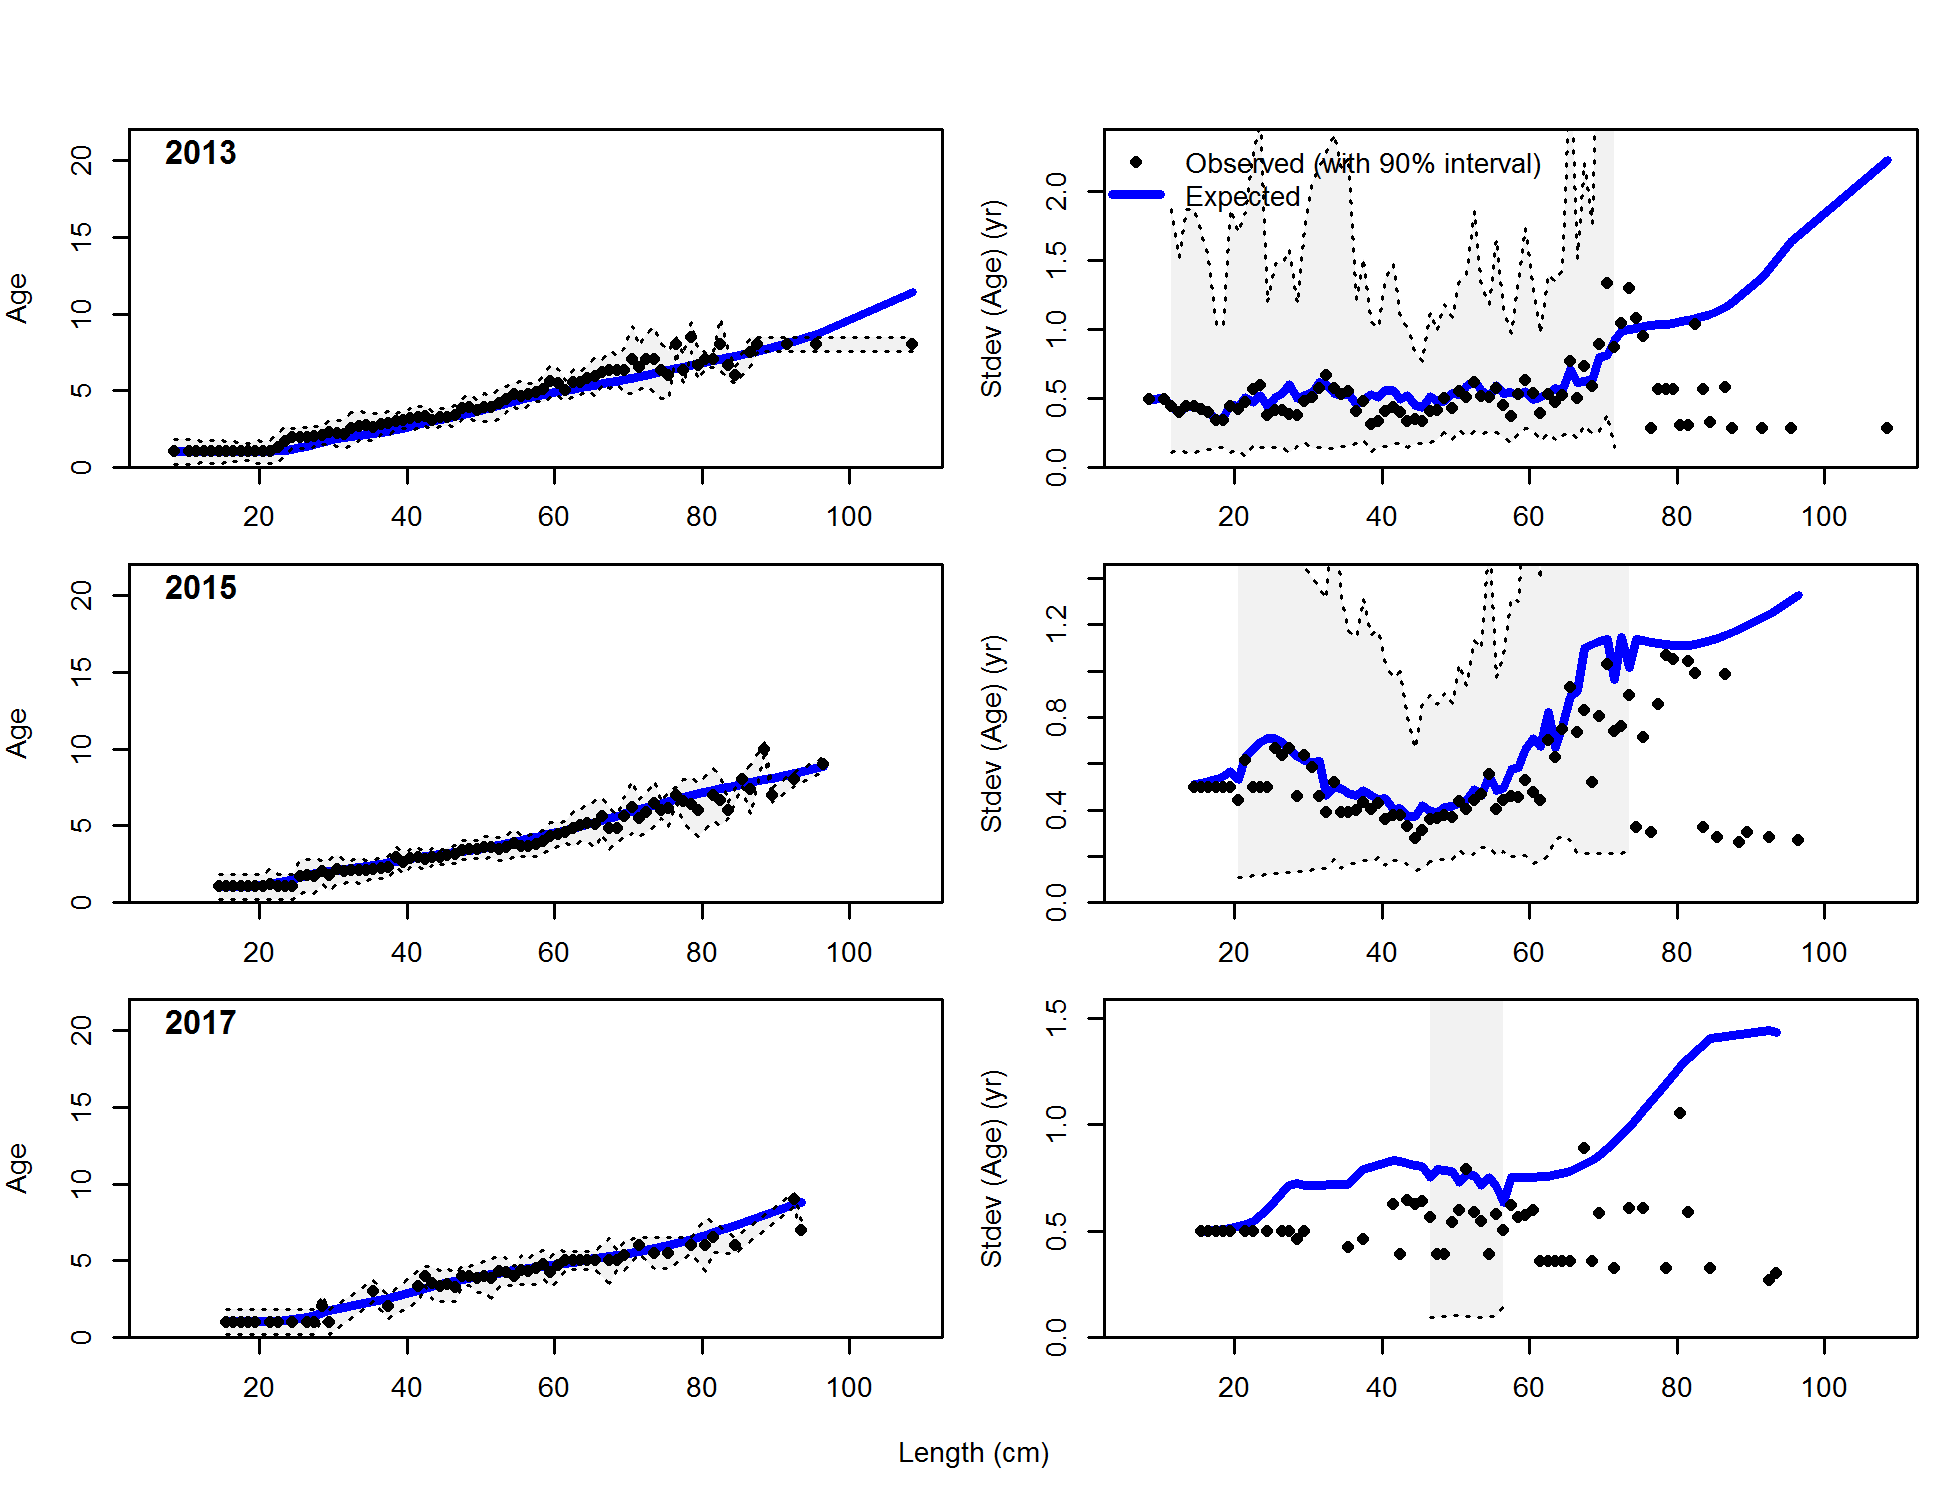 2013
Age
0 5 10 15 20
20 40 60 80 100
Observed (with 90% interval)
Expected
Stdev (Age) (yr)
0.0 0.5 1.0 1.5 2.0
20 40 60 80 100
2015
Age
0 5 10 15 20
20 40 60 80 100
Stdev (Age) (yr)
0.0 0.4 0.8 1.2
20 40 60 80 100
2017
Age
0 5 10 15 20
20 40 60 80 100
Stdev (Age) (yr)
0.0 0.5 1.0 1.5
20 40 60 80 100
Length (cm)